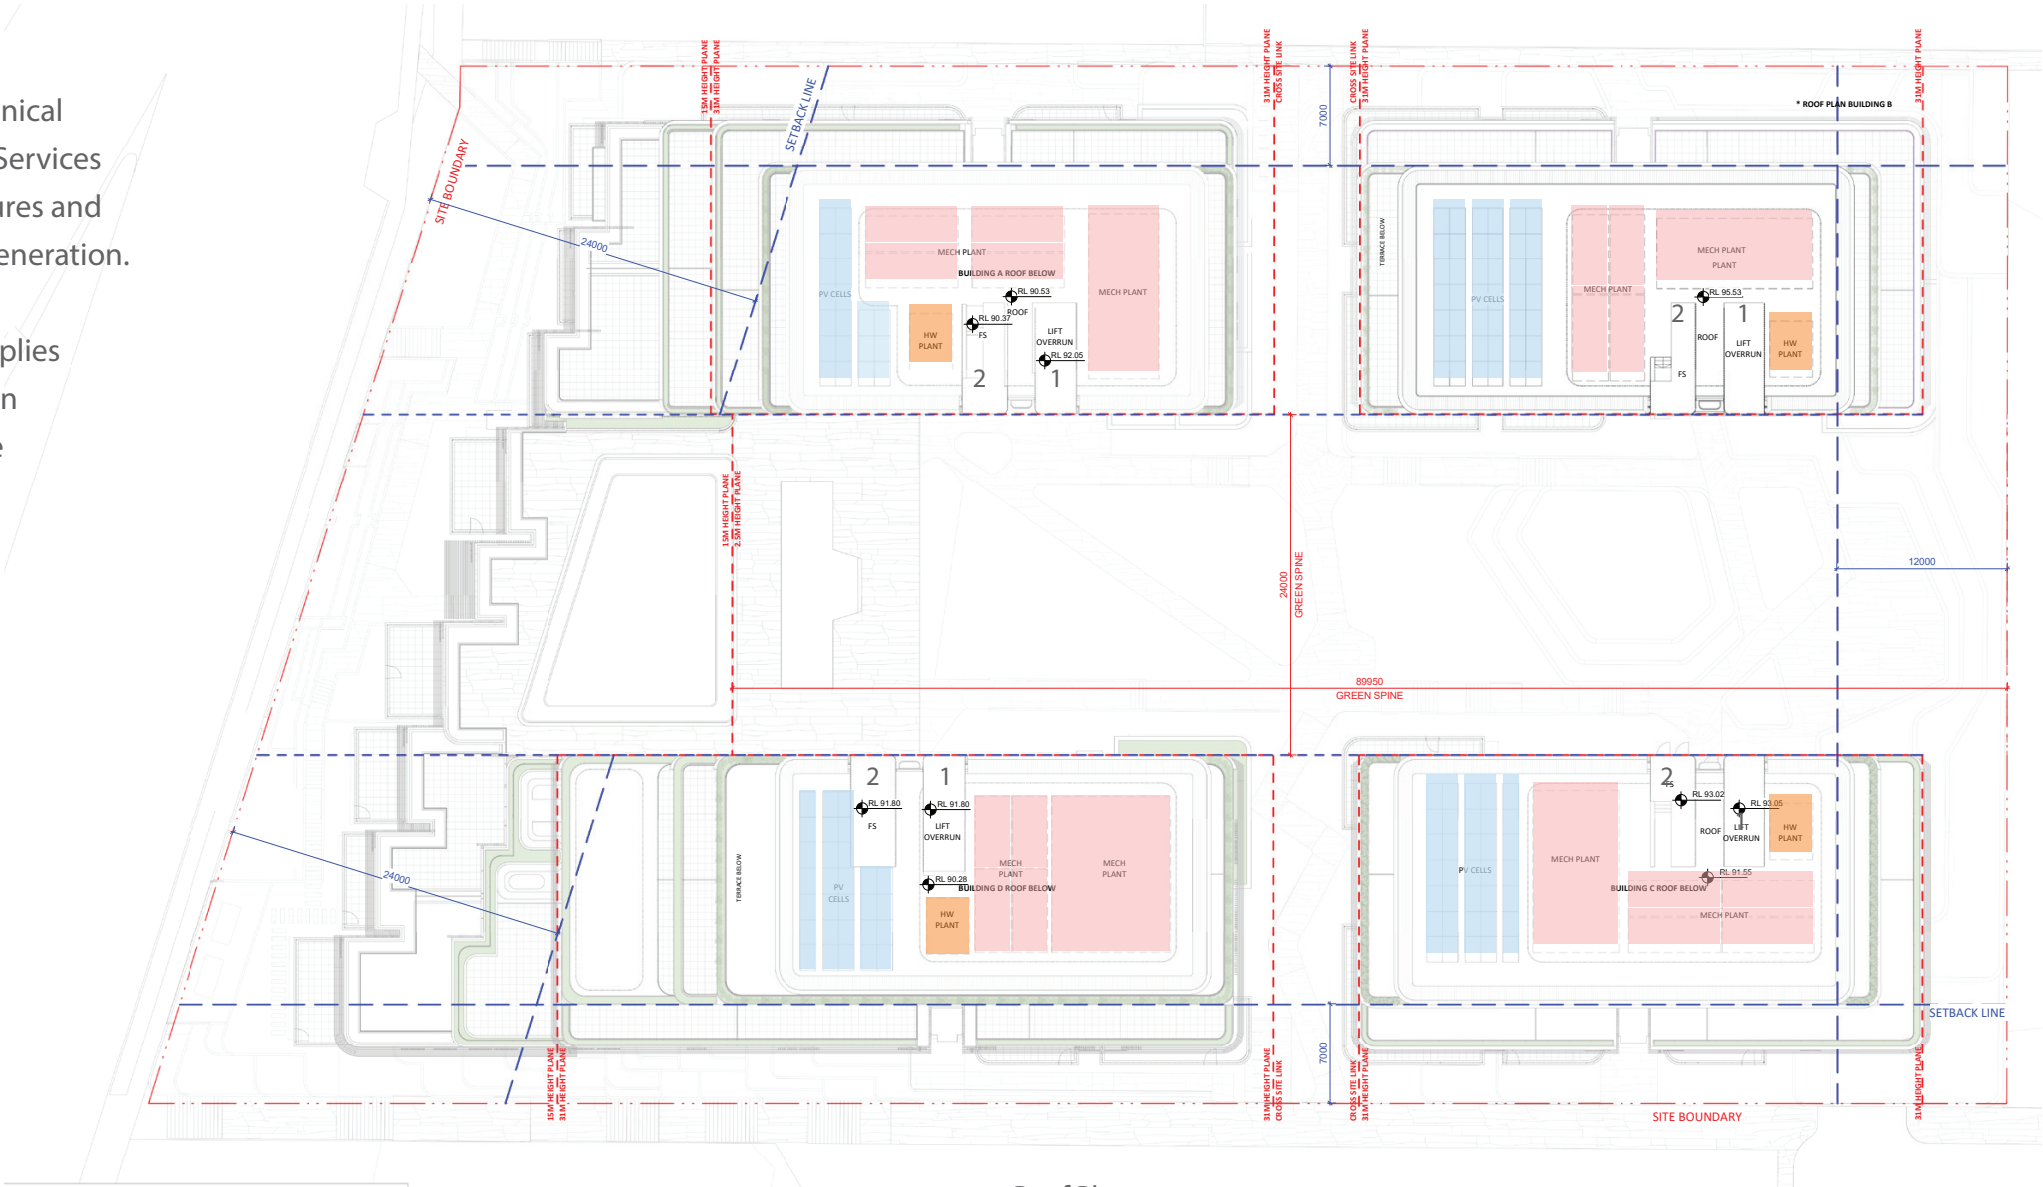 nical
Services
ures and
eneration.
plies
n
e
15M HEIGHT PLANE
31M HEIGHT PLANE
SETBACK LINE
31M HEIGHT PLANE
CROSS SITE LINK
CROSS SITE LINK
31M HEIGHT PLANE
7000
* ROOF PLAN BUILDING B
31M HEIGHT PLANE
SITE BOUNDARY
24000
PV CELLS
MECH PLANT
BUILDING A ROOF BELOW
MECH PLANT
RL 90.53
ROOF
RL 90.37
FS
HW
PLANT
LIFT
OVERRUN
RL 92.05
2
1
TERRACE BELOW
PV CELLS
MECH PLANT
MECH PLANT
PLANT
RL 95.53
2
1
ROOF
LIFT
OVERRUN
FS
HW
PLANT
15M HEIGHT PLANE
2.5M HEIGHT PLANE
24000
GREEN SPINE
12000
89950
GREEN SPINE
24000
TERRACE BELOW
2
1
RL 91.80
FS
RL 91.80
LIFT
OVERRUN
PV
CELLS
RL 90.28
BUILDING D ROOF BELOW
HW
PLANT
MECH
PLANT
MECH
PLANT
PV CELLS
MECH PLANT
2
FS
RL 93.02
RL 93.05
1
ROOF
LIFT
OVERRUN
HW
PLANT
RL 91.55
BUILDING C ROOF BELOW
MECH PLANT
SETBACK LINE
15M HEIGHT PLANE
31M HEIGHT PLANE
31M HEIGHT PLANE
CROSS SITE LINK
CROSS SITE LINK
31M HEIGHT PLANE
7000
31M HEIGHT PLANE
SITE BOUNDARY